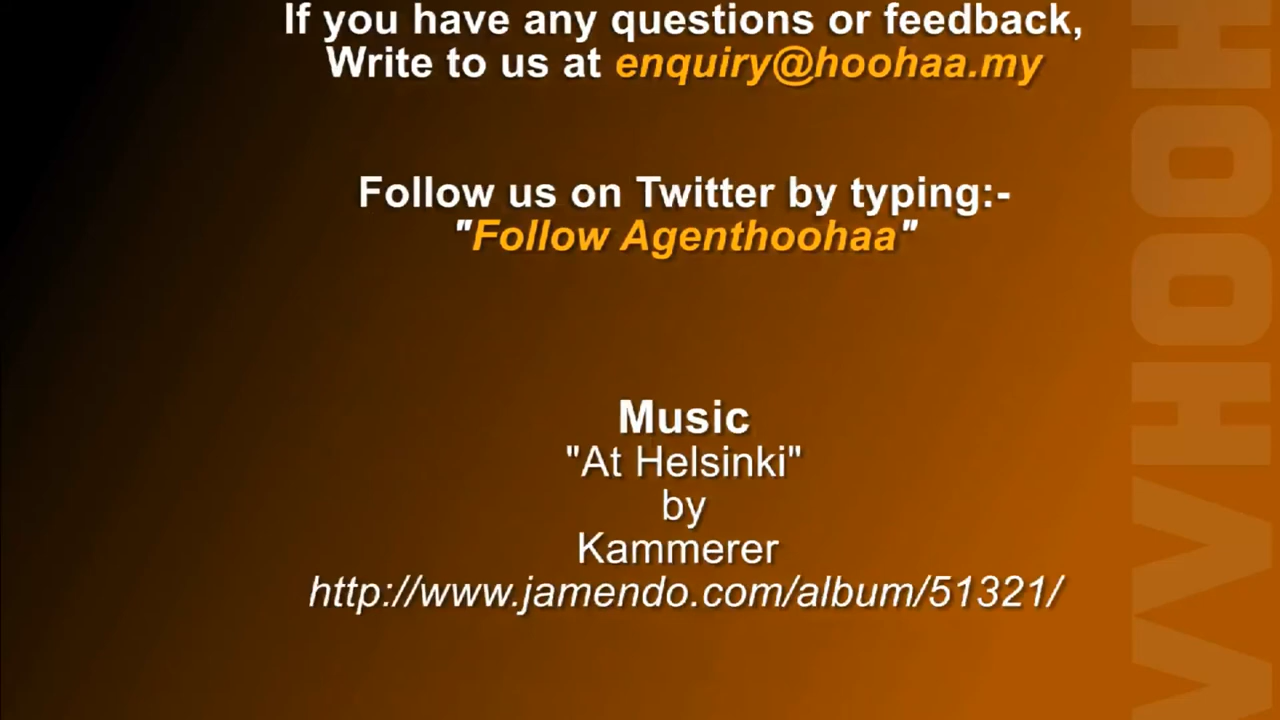 If you have any questions or feedback,
Write to us at enquiry@hoohaa.my
Follow us on Twitter by typing:-
"Follow Agenthoohaa"
Music
"At Helsinki"
by
Kammerer
http://www.jamendo.com/album/51321/
WHOOH